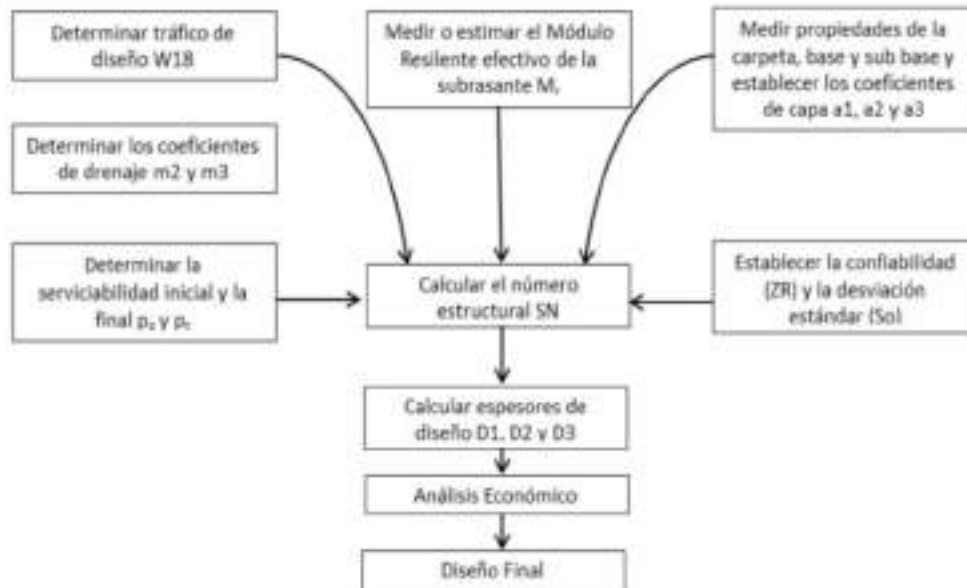 Determinar tráfico de
diseño W18
Medir o estimar el Módulo
Resilente efectivo de la
subrasante Mr
Medir propiedades de la
carpeta, base y sub base y
establecer los coeficientes
de capa a1, a2 y a3
Determinar los coeficientes
de drenaje m2 y m3
Determinar la
serviciabilidad inicial y la
final p₀ y pₜ
Calcular el número
estructural SN
Establecer la confiabilidad
(ZR) y la desviación
estándar (So)
Calcular espesores de
diseño D1, D2 y D3
Análisis Económico
Diseño Final